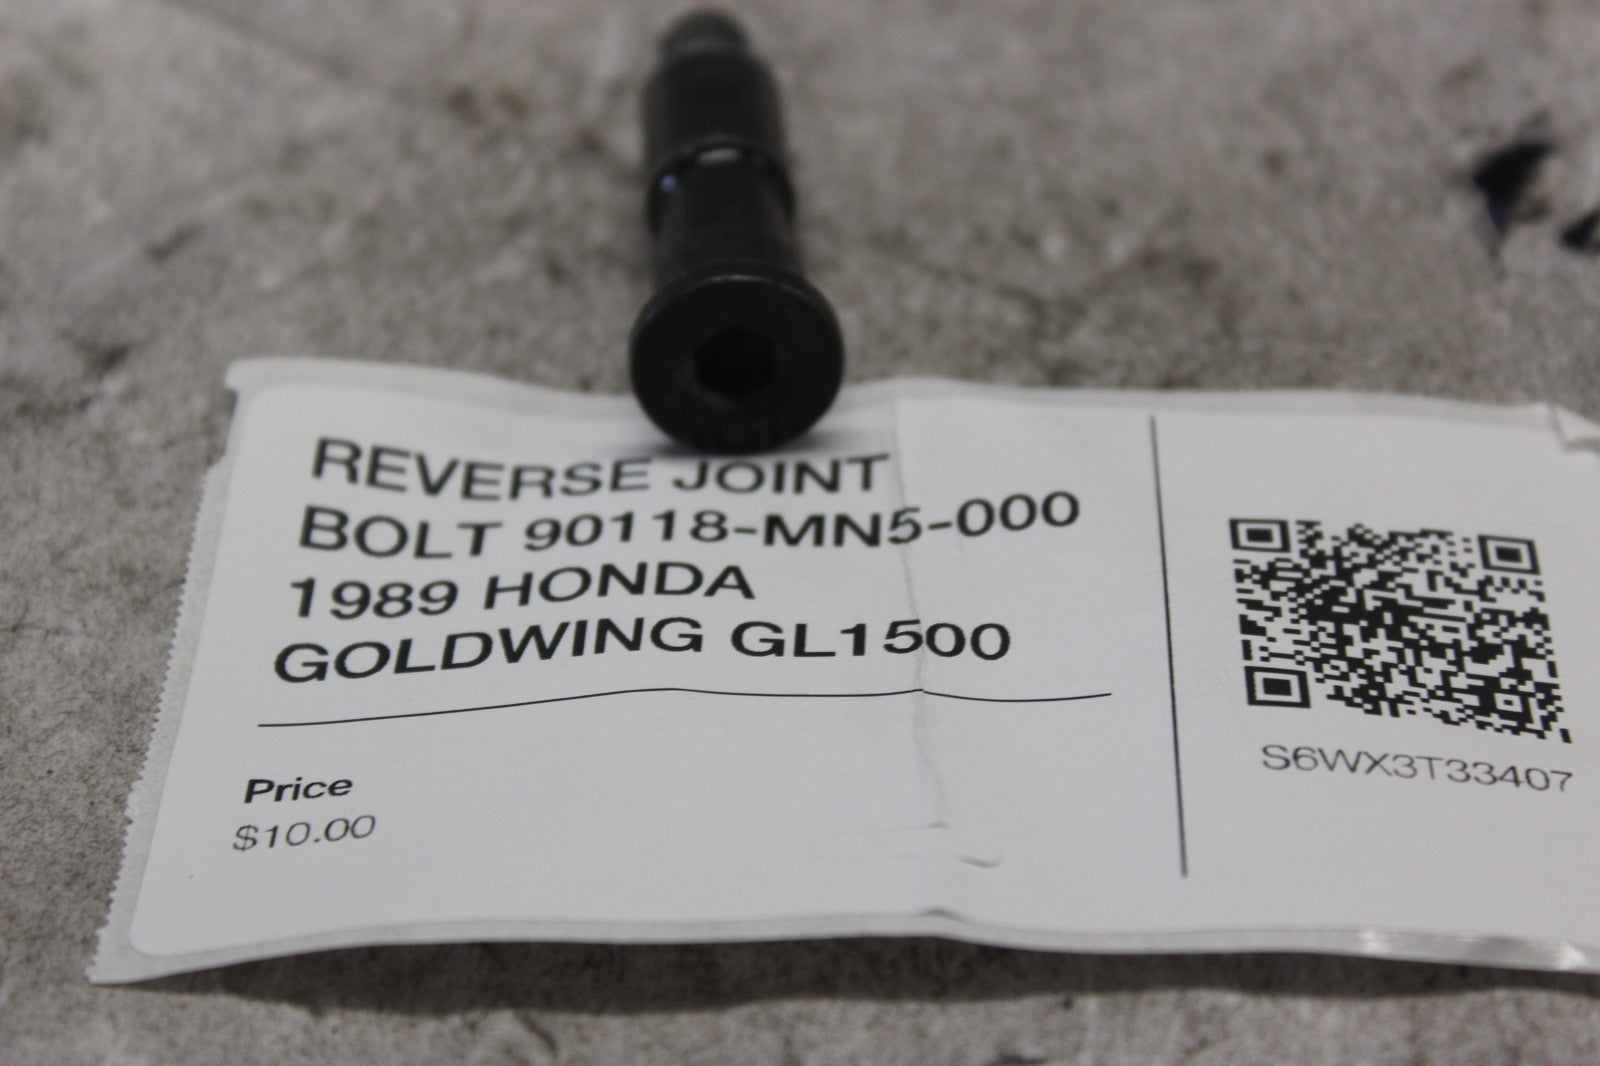 REVERSE JOINT
BOLT 90118-MN5-000
1989 HONDA
GOLDWING GL1500
Price
$10.00
S6WX3T33407